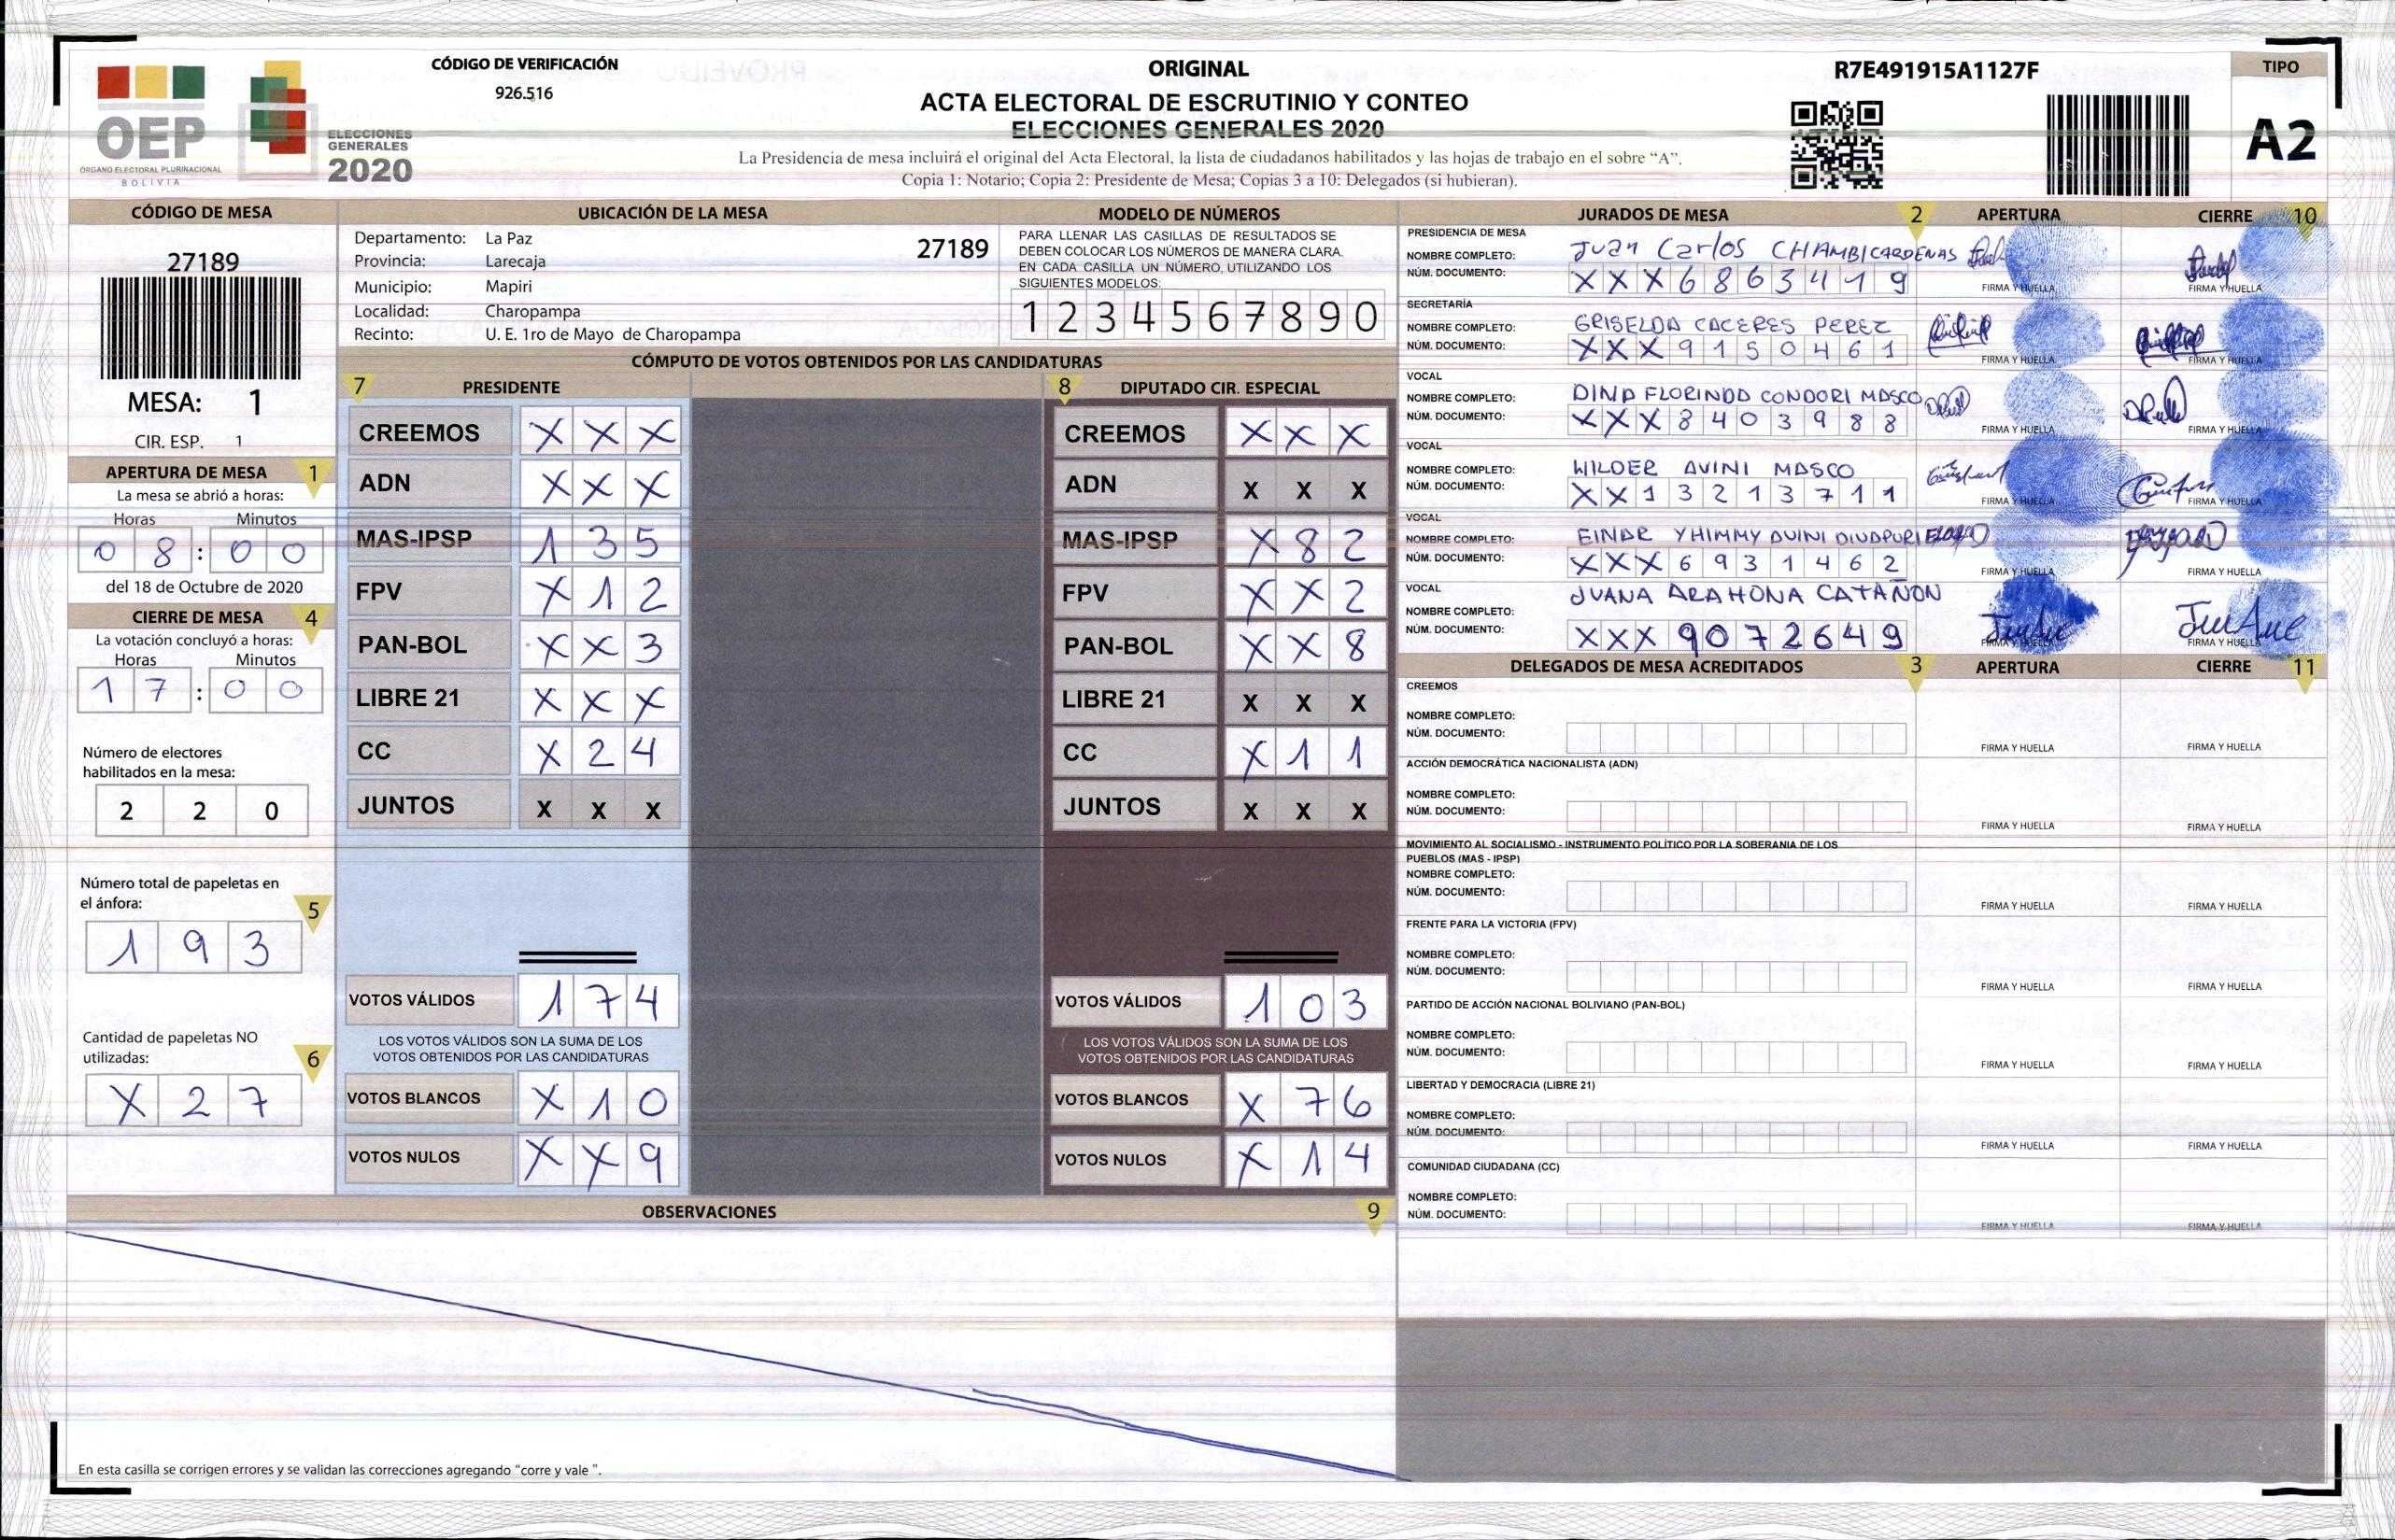 CÓDIGO DE VERIFICACIÓN
926.516
ORIGINAL
ACTA ELECTORAL DE ESCRUTINIO Y CONTEO
ELECCIONES GENERALES 2020
La Presidencia de mesa incluirá el original del Acta Electoral, la lista de ciudadanos habilitados y las hojas de trabajo en el sobre “A”.
Copia 1: Notario; Copia 2: Presidente de Mesa; Copias 3 a 10: Delegados (si hubieran).
R7E491915A1127F
TIPO
A2
OEP
ÓRGANO ELECTORAL PLURINACIONAL
BOLIVIA
ELECCIONES
GENERALES
2020
CÓDIGO DE MESA
27189
MESA: 1
CIR. ESP. 1
APERTURA DE MESA 1
La mesa se abrió a horas:
Horas Minutos
0 8 : 0 0
del 18 de Octubre de 2020
CIERRE DE MESA 4
La votación concluyó a horas:
Horas Minutos
1 7 : 0 0
Número de electores
habilitados en la mesa:
2 2 0
Número total de papeletas en
el ánfora: 5
1 9 3
Cantidad de papeletas NO
utilizadas: 6
X 2 7
UBICACIÓN DE LA MESA
Departamento: La Paz 27189
Provincia: Larecaja
Municipio: Mapiri
Localidad: Charopampa
Recinto: U. E. 1ro de Mayo de Charopampa
MODELO DE NÚMEROS
PARA LLENAR LAS CASILLAS DE RESULTADOS SE
DEBEN COLOCAR LOS NÚMEROS DE MANERA CLARA.
EN CADA CASILLA UN NÚMERO, UTILIZANDO LOS
SIGUIENTES MODELOS:
1 2 3 4 5 6 7 8 9 0
CÓMPUTO DE VOTOS OBTENIDOS POR LAS CANDIDATURAS
7 PRESIDENTE
CREEMOS X X X
ADN X X X
MAS-IPSP 1 3 5
FPV X 1 2
PAN-BOL X X 3
LIBRE 21 X X X
CC X 2 4
JUNTOS X X X
VOTOS VÁLIDOS 1 7 4
LOS VOTOS VÁLIDOS SON LA SUMA DE LOS
VOTOS OBTENIDOS POR LAS CANDIDATURAS
VOTOS BLANCOS X 1 0
VOTOS NULOS X X 9
8 DIPUTADO CIR. ESPECIAL
CREEMOS X X X
ADN X X X
MAS-IPSP X 8 2
FPV X X 2
PAN-BOL X X 8
LIBRE 21 X X X
CC X 1 1
JUNTOS X X X
VOTOS VÁLIDOS 1 0 3
LOS VOTOS VÁLIDOS SON LA SUMA DE LOS
VOTOS OBTENIDOS POR LAS CANDIDATURAS
VOTOS BLANCOS X 7 6
VOTOS NULOS X 1 4
OBSERVACIONES 9
En esta casilla se corrigen errores y se validan las correcciones agregando "corre y vale ".
JURADOS DE MESA 2 APERTURA CIERRE 10
PRESIDENCIA DE MESA
NOMBRE COMPLETO: Juan Carlos CHAMBI CARDENAS
NÚM. DOCUMENTO: X X X 6 8 6 3 4 1 9 FIRMA Y HUELLA FIRMA Y HUELLA
SECRETARÍA
NOMBRE COMPLETO: GRISELDA CACERES PEREZ
NÚM. DOCUMENTO: X X X 9 1 5 0 4 6 1 FIRMA Y HUELLA FIRMA Y HUELLA
VOCAL
NOMBRE COMPLETO: DINA FLORINDA CONDORI MASCO
NÚM. DOCUMENTO: X X X 8 4 0 3 9 8 8 FIRMA Y HUELLA FIRMA Y HUELLA
VOCAL
NOMBRE COMPLETO: WILDER AVINI MASCO
NÚM. DOCUMENTO: X X 1 3 2 1 3 7 1 1 FIRMA Y HUELLA FIRMA Y HUELLA
VOCAL
NOMBRE COMPLETO: EINAR YHIMMY
NÚM. DOCUMENTO: X X X 6 9 3 1 4 6 2 FIRMA Y HUELLA FIRMA Y HUELLA
VOCAL
NOMBRE COMPLETO: JUANA ARAHONA CATAÑON
NÚM. DOCUMENTO: X X X 9 0 7 2 6 4 9 FIRMA Y HUELLA FIRMA Y HUELLA
DELEGADOS DE MESA ACREDITADOS 3 APERTURA CIERRE 11
CREEMOS
NOMBRE COMPLETO:
NÚM. DOCUMENTO: FIRMA Y HUELLA FIRMA Y HUELLA
ACCIÓN DEMOCRÁTICA NACIONALISTA (ADN)
NOMBRE COMPLETO:
NÚM. DOCUMENTO: FIRMA Y HUELLA FIRMA Y HUELLA
MOVIMIENTO AL SOCIALISMO - INSTRUMENTO POLÍTICO POR LA SOBERANIA DE LOS
PUEBLOS (MAS - IPSP)
NOMBRE COMPLETO:
NÚM. DOCUMENTO: FIRMA Y HUELLA FIRMA Y HUELLA
FRENTE PARA LA VICTORIA (FPV)
NOMBRE COMPLETO:
NÚM. DOCUMENTO: FIRMA Y HUELLA FIRMA Y HUELLA
PARTIDO DE ACCIÓN NACIONAL BOLIVIANO (PAN-BOL)
NOMBRE COMPLETO:
NÚM. DOCUMENTO: FIRMA Y HUELLA FIRMA Y HUELLA
LIBERTAD Y DEMOCRACIA (LIBRE 21)
NOMBRE COMPLETO:
NÚM. DOCUMENTO: FIRMA Y HUELLA FIRMA Y HUELLA
COMUNIDAD CIUDADANA (CC)
NOMBRE COMPLETO:
NÚM. DOCUMENTO: FIRMA Y HUELLA FIRMA Y HUELLA